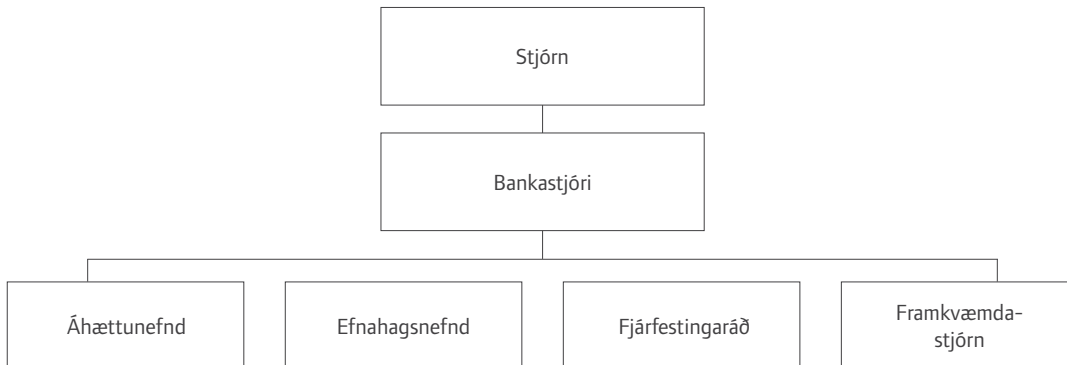 Stjórn
Bankastjóri
Áhættunefnd
Efnahagsnefnd
Fjárfestingaráð
Framkvæmda-
stjórn